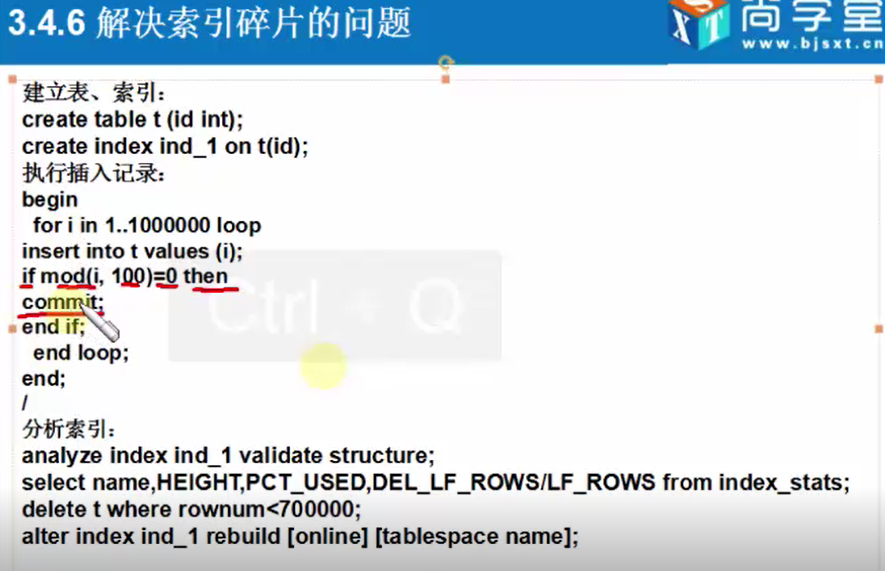 3.4.6 解决索引碎片的问题
SXT 尚学堂
www.bjsxt.cn
建立表、索引：
create table t (id int);
create index ind_1 on t(id);
执行插入记录：
begin
for i in 1..1000000 loop
insert into t values (i);
if mod(i, 100)=0 then
commit;
end if;
end loop;
end;
/
Ctrl + Q
分析索引：
analyze index ind_1 validate structure;
select name,HEIGHT,PCT_USED,DEL_LF_ROWS/LF_ROWS from index_stats;
delete t where rownum<700000;
alter index ind_1 rebuild [online] [tablespace name];